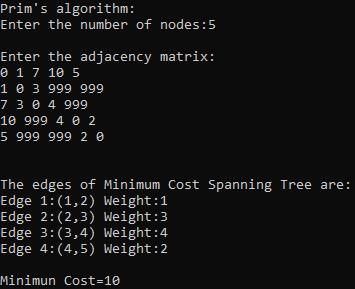 Prim's algorithm:
Enter the number of nodes:5
Enter the adjacency matrix:
0 1 7 10 5
1 0 3 999 999
7 3 0 4 999
10 999 4 0 2
5 999 999 2 0
The edges of Minimum Cost Spanning Tree are:
Edge 1:(1,2) Weight:1
Edge 2:(2,3) Weight:3
Edge 3:(3,4) Weight:4
Edge 4:(4,5) Weight:2
Minimun Cost=10